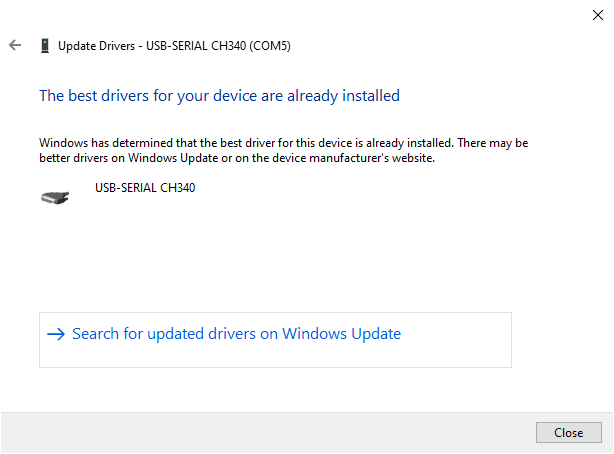 Update Drivers - USB-SERIAL CH340 (COM5)
The best drivers for your device are already installed
Windows has determined that the best driver for this device is already installed. There may be
better drivers on Windows Update or on the device manufacturer's website.
USB-SERIAL CH340
Search for updated drivers on Windows Update
Close